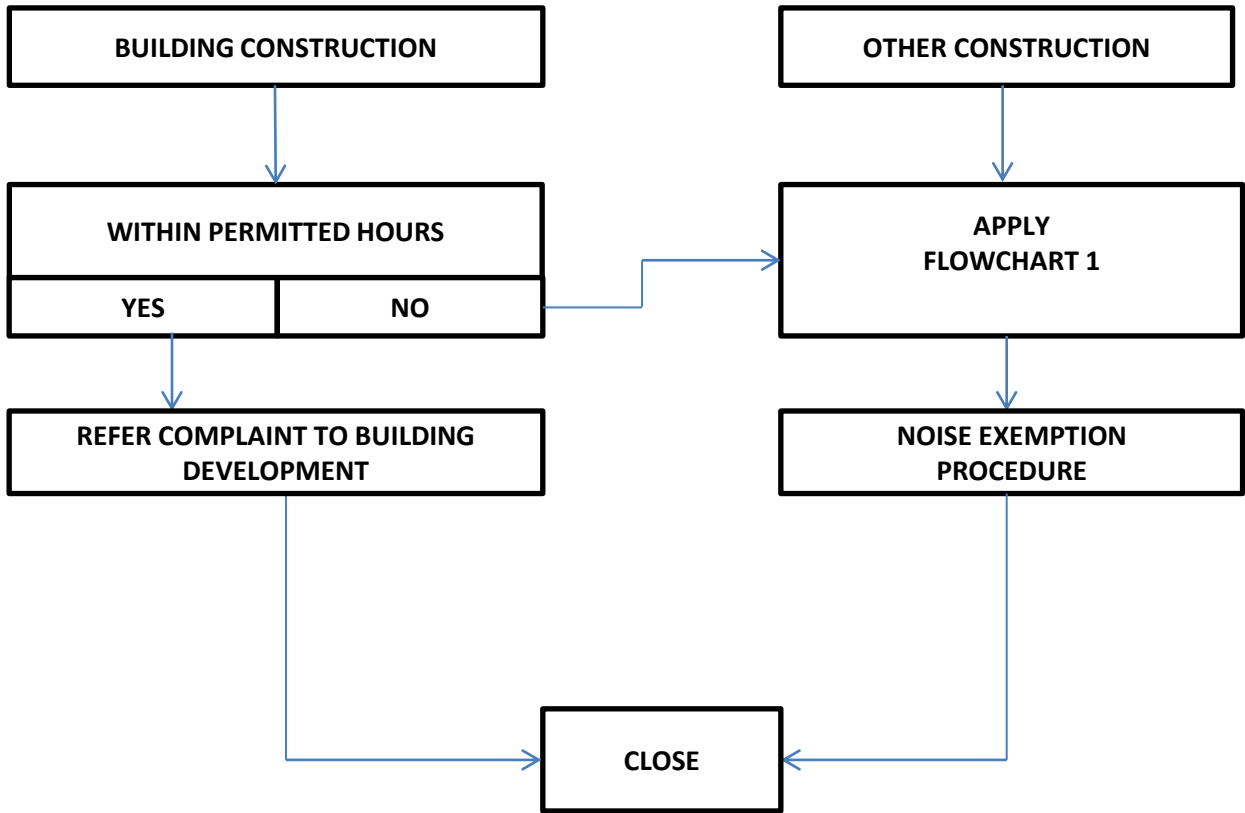 BUILDING CONSTRUCTION
OTHER CONSTRUCTION
WITHIN PERMITTED HOURS
YES
NO
APPLY
FLOWCHART 1
REFER COMPLAINT TO BUILDING
DEVELOPMENT
NOISE EXEMPTION
PROCEDURE
CLOSE